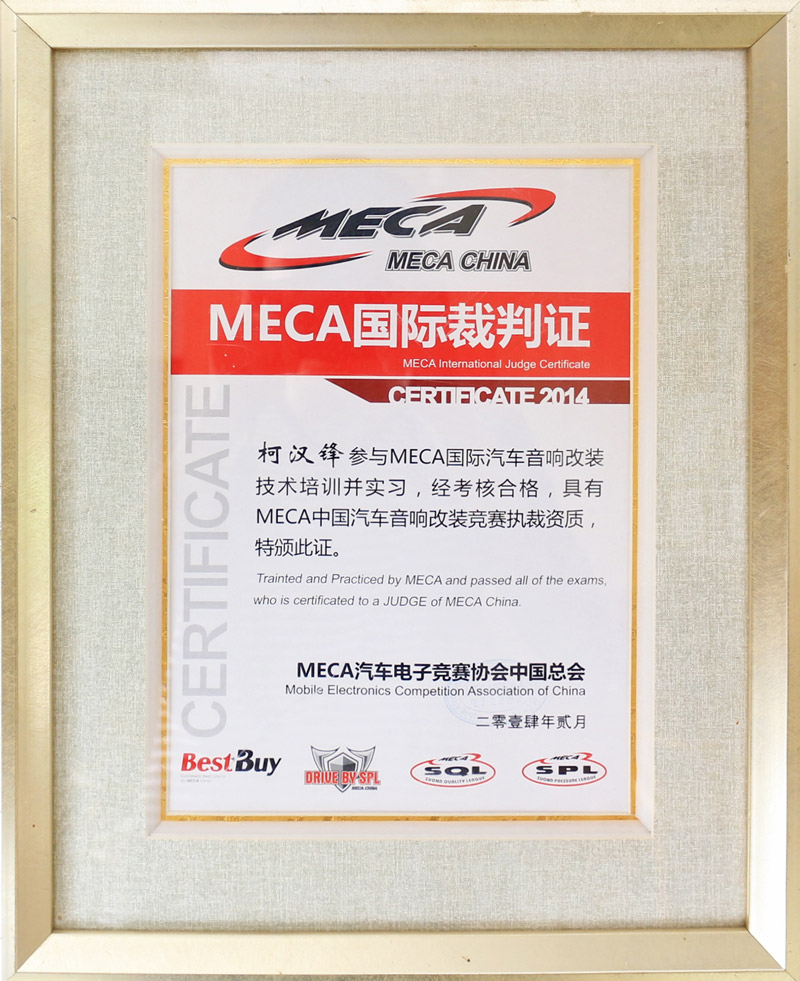 MECA
MECA CHINA
MECA国际裁判证
MECA International Judge Certificate
CERTIFICATE 2014
CERTIFICATE
柯汉锋 参与MECA国际汽车音响改装
技术培训并实习，经考核合格，具有
MECA中国汽车音响改装竞赛执裁资质，
特颁此证。
Trainted and Practiced by MECA and passed all of the exams,
who is certificated to a JUDGE of MECA China.
MECA汽车电子竞赛协会中国总会
Mobile Electronics Competition Association of China
二零壹肆年贰月
Best Buy
DRIVE BY SPL
MECA CHINA
MECA
SQL
SUOND QUALITY LEAGUE
MECA
SPL
SUOND PRESSURE LEAGUE